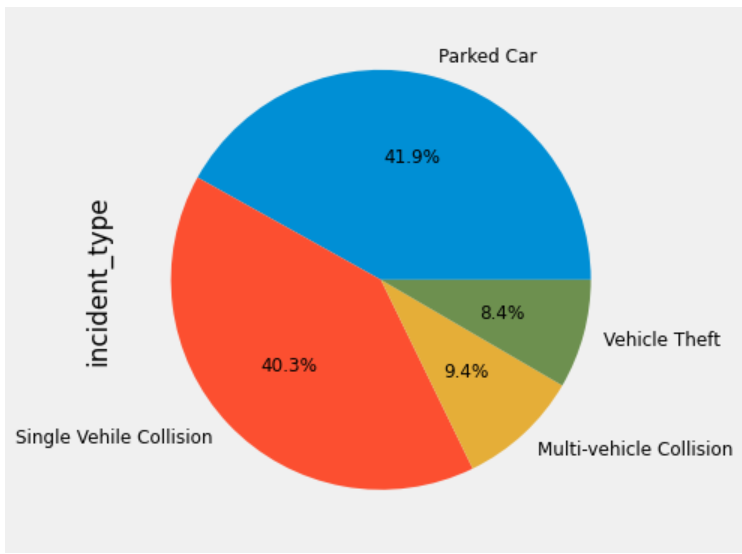 Parked Car
41.9%
incident_type
8.4%
Vehicle Theft
40.3%
9.4%
Single Vehile Collision
Multi-vehicle Collision